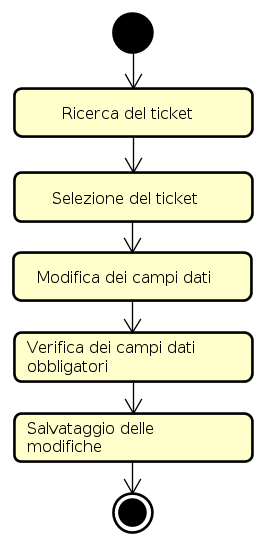 Ricerca del ticket
Selezione del ticket
Modifica dei campi dati
Verifica dei campi dati
obbligatori
Salvataggio delle
modifiche